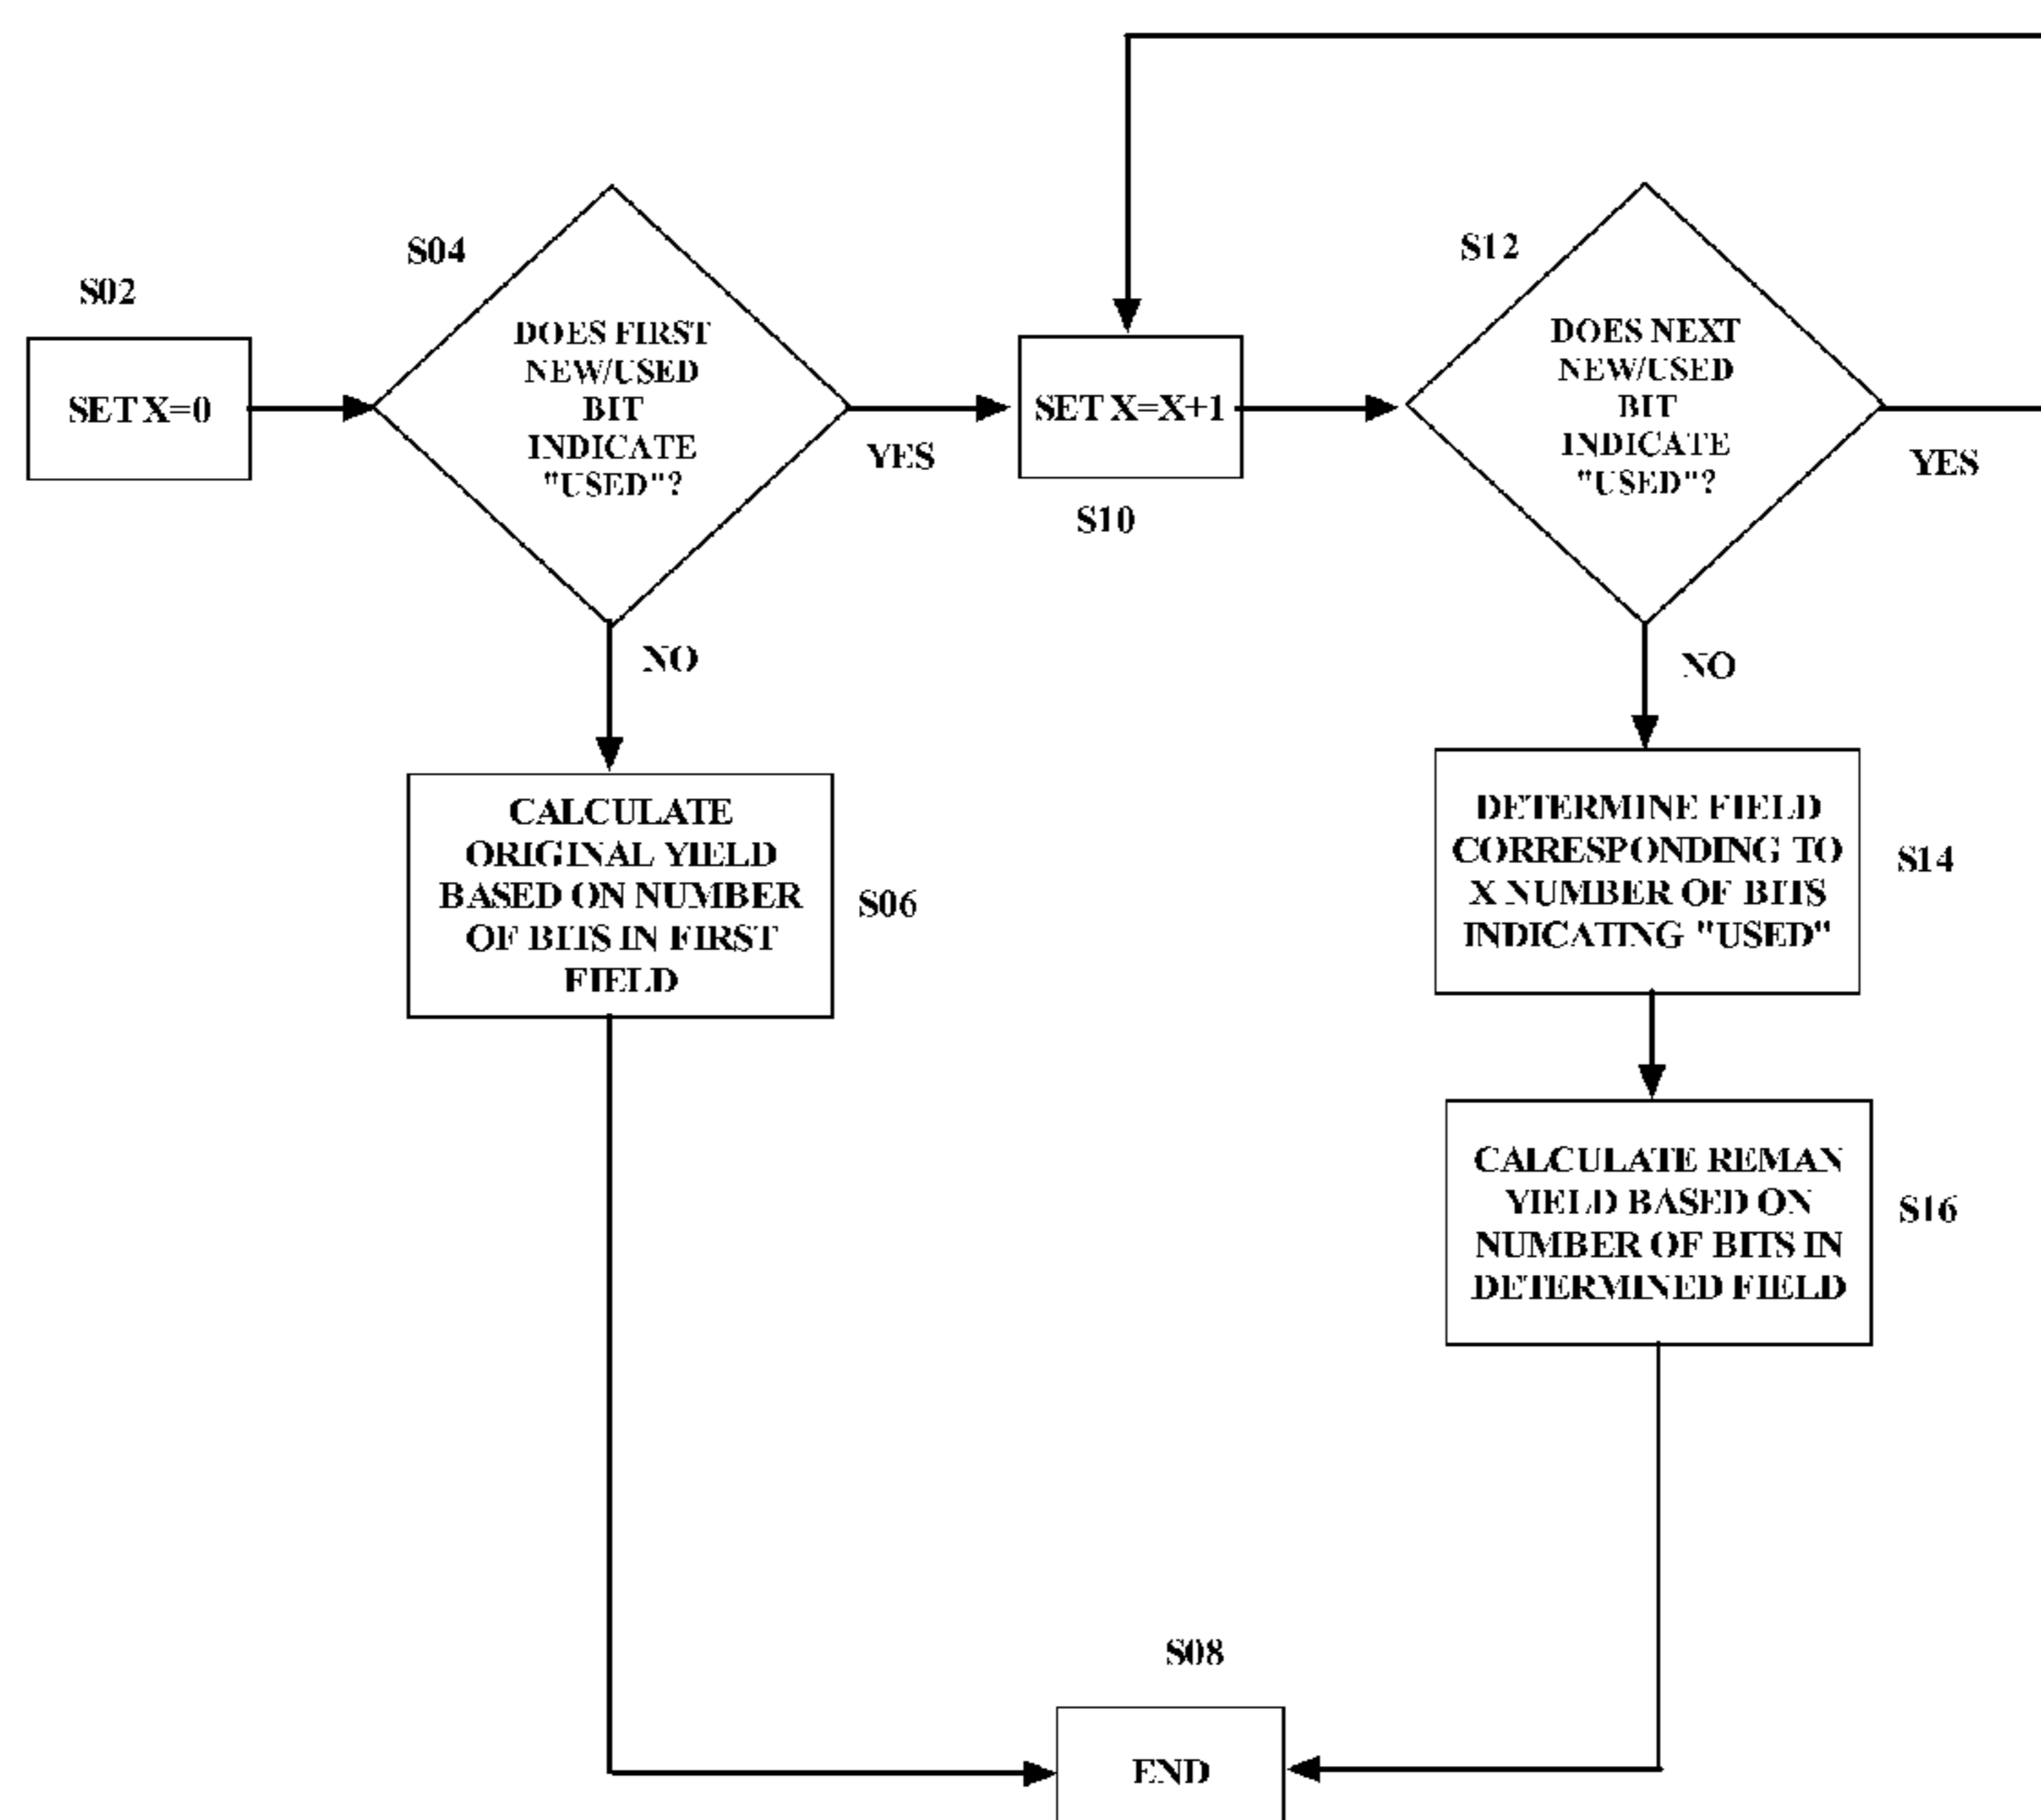 S02
SET X=0
S04
DOES FIRST
NEW/USED
BIT
INDICATE
"USED"?
YES
NO
CALCULATE
ORIGINAL YIELD
BASED ON NUMBER
OF BITS IN FIRST
FIELD
S06
SET X=X+1
S10
S12
DOES NEXT
NEW/USED
BIT
INDICATE
"USED"?
YES
NO
DETERMINE FIELD
CORRESPONDING TO
X NUMBER OF BITS
INDICATING "USED"
S14
CALCULATE REMAN
YIELD BASED ON
NUMBER OF BITS IN
DETERMINED FIELD
S16
S08
END